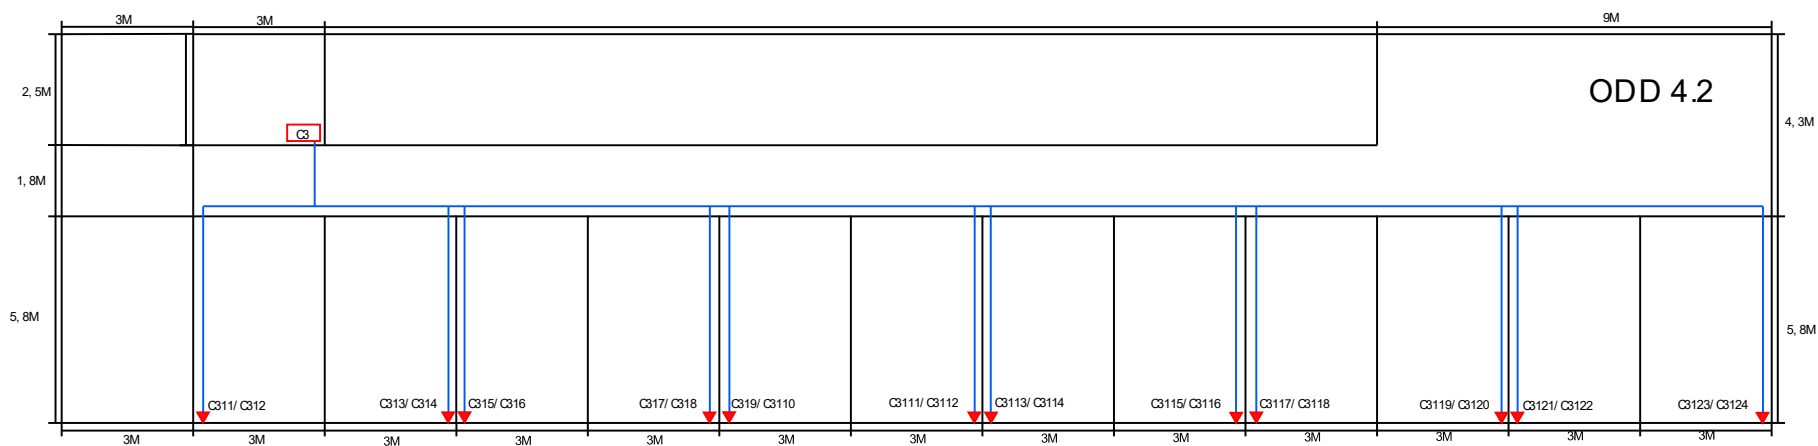 3M
3M
9M
2,5M
ODD 4.2
4,3M
C3
1,8M
5,8M
5,8M
C311/ C312
C313/ C314
C315/ C316
C317/ C318
C319/ C3110
C3111/ C3112
C3113/ C3114
C3115/ C3116
C3117/ C3118
C3119/ C3120
C3121/ C3122
C3123/ C3124
3M
3M
3M
3M
3M
3M
3M
3M
3M
3M
3M
3M
3M